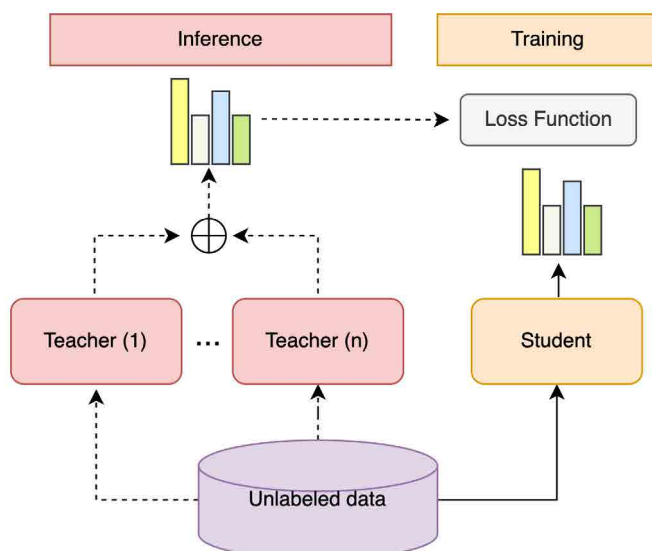 Inference
Training
Loss Function
Teacher (1)
...
Teacher (n)
Student
Unlabeled data